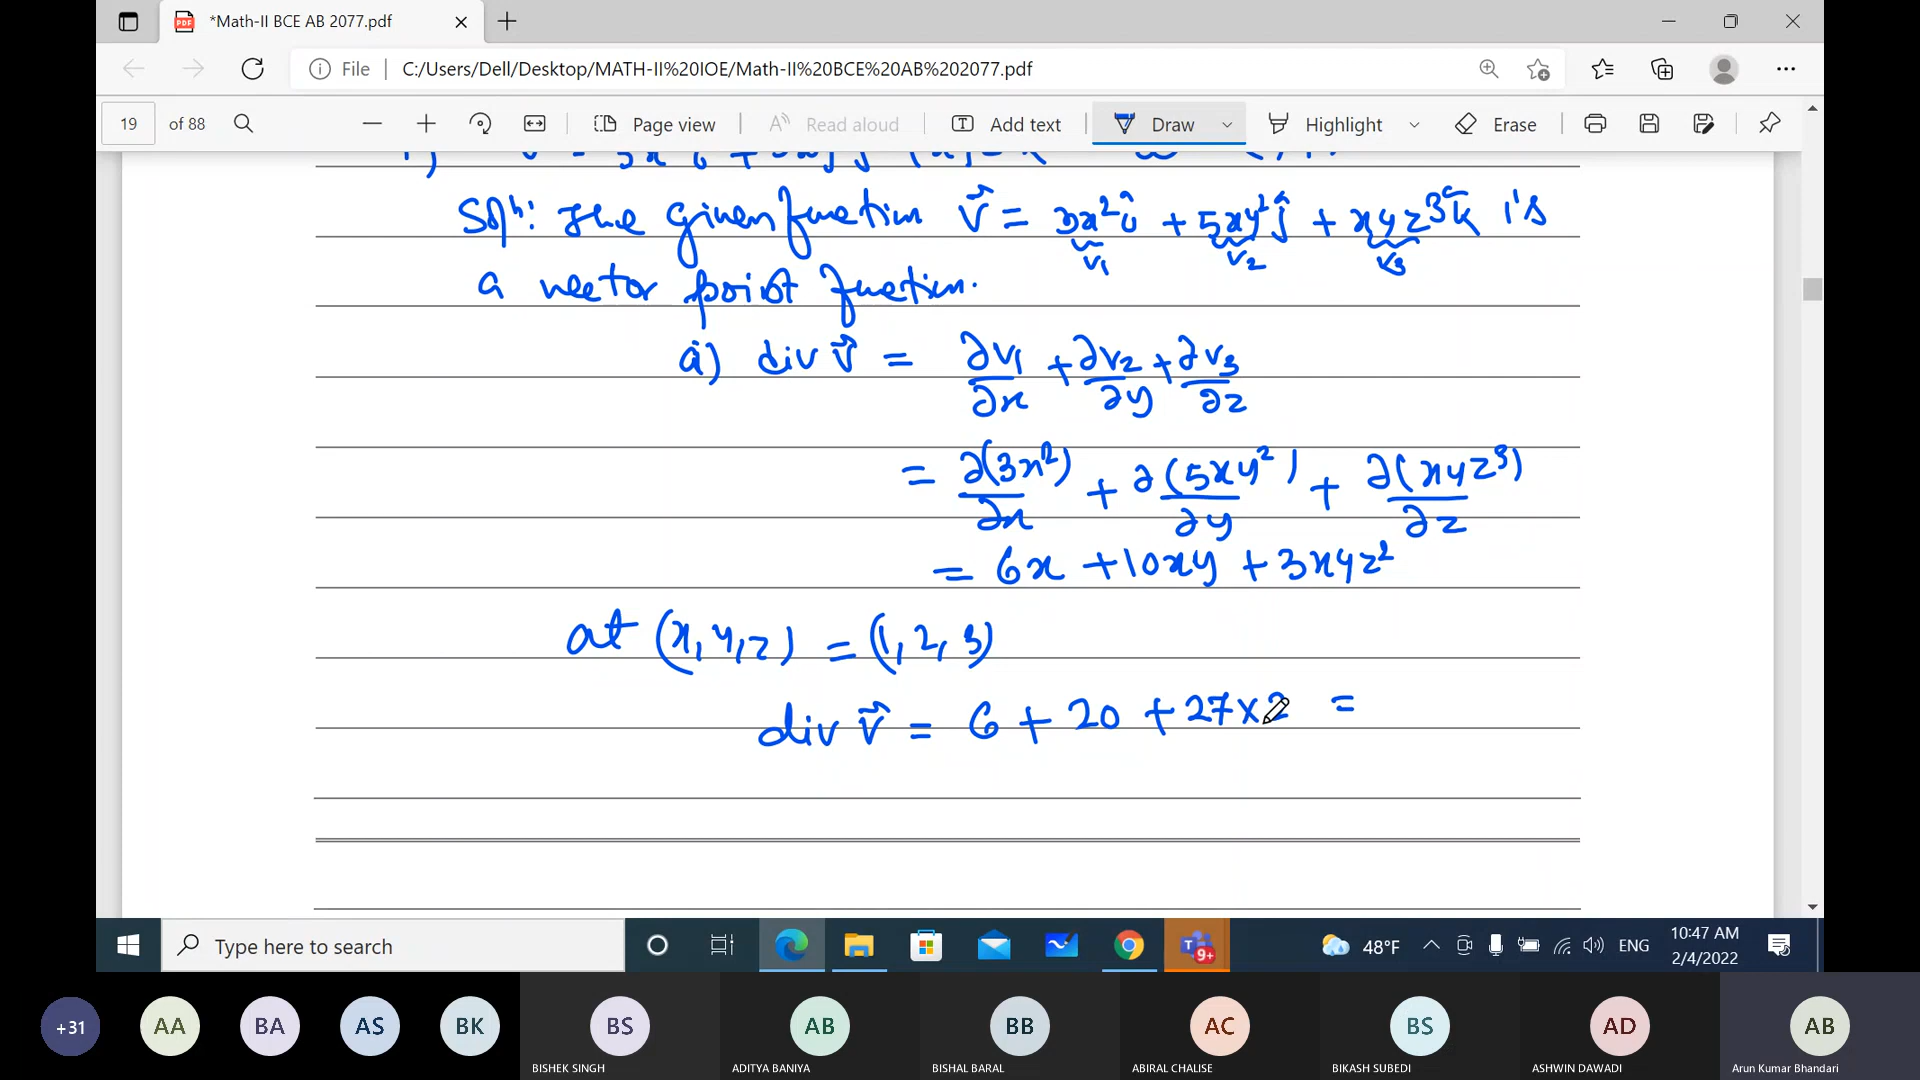 *Math-II BCE AB 2077.pdf
File C:/Users/Dell/Desktop/MATH-II%20IOE/Math-II%20BCE%20AB%202077.pdf
19 of 88 Page view Read aloud Add text Draw Highlight Erase
Solⁿ: The given function v⃗ = 3x²î + 5xy²ĵ + xyz³k̂ is
v₁ v₂ v₃
a vector point function.
a) div v⃗ = ∂v₁/∂x + ∂v₂/∂y + ∂v₃/∂z
= ∂(3x²)/∂x + ∂(5xy²)/∂y + ∂(xyz³)/∂z
= 6x + 10xy + 3xyz²
at (x, y, z) = (1, 2, 3)
div v⃗ = 6 + 20 + 27×2 =
Type here to search 9+ 48°F ENG 10:47 AM
2/4/2022
+31 AA BA AS BK BS AB BB AC BS AD AB
BISHEK SINGH ADITYA BANIYA BISHAL BARAL ABIRAL CHALISE BIKASH SUBEDI ASHWIN DAWADI Arun Kumar Bhandari